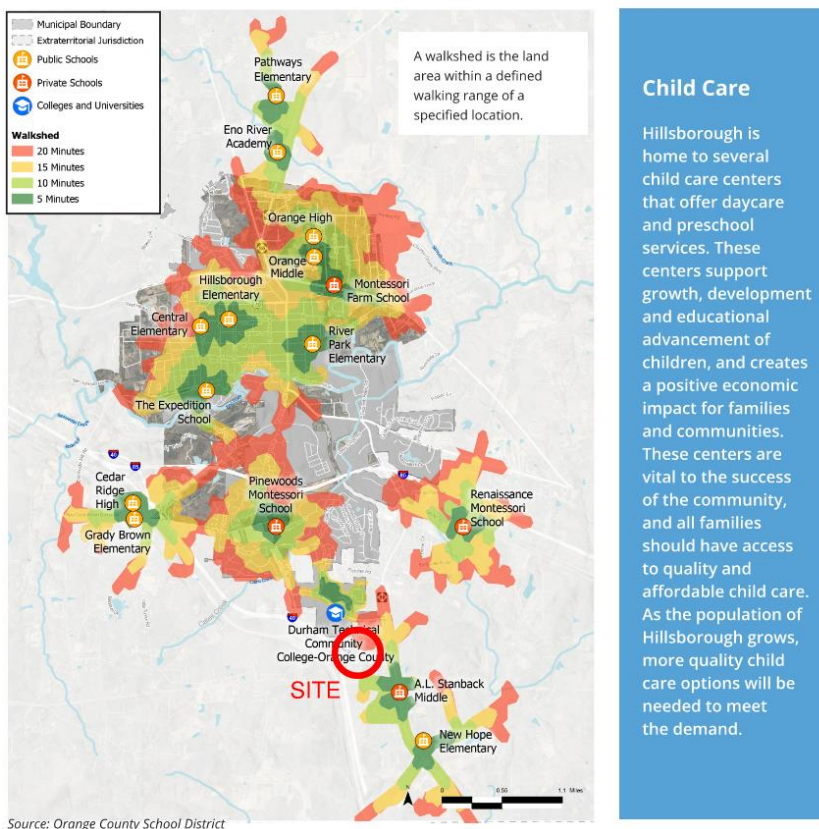 Municipal Boundary
Extraterritorial Jurisdiction
Public Schools
Private Schools
Colleges and Universities
Walkshed
20 Minutes
15 Minutes
10 Minutes
5 Minutes
A walkshed is the land
area within a defined
walking range of a
specified location.
Pathways
Elementary
Eno River
Academy
Orange High
Orange
Middle
Montessori
Farm School
Hillsborough
Elementary
Central
Elementary
River
Park
Elementary
The Expedition
School
Cedar
Ridge
High
Grady Brown
Elementary
Pinewoods
Montessori
School
Renaissance
Montessori
School
Durham Technical
Community
College-Orange County
SITE
A.L. Stanback
Middle
New Hope
Elementary
N
0 0.55 1.1 Miles
Source: Orange County School District
Child Care
Hillsborough is
home to several
child care centers
that offer daycare
and preschool
services. These
centers support
growth, development
and educational
advancement of
children, and creates
a positive economic
impact for families
and communities.
These centers are
vital to the success
of the community,
and all families
should have access
to quality and
affordable child care.
As the population of
Hillsborough grows,
more quality child
care options will be
needed to meet
the demand.